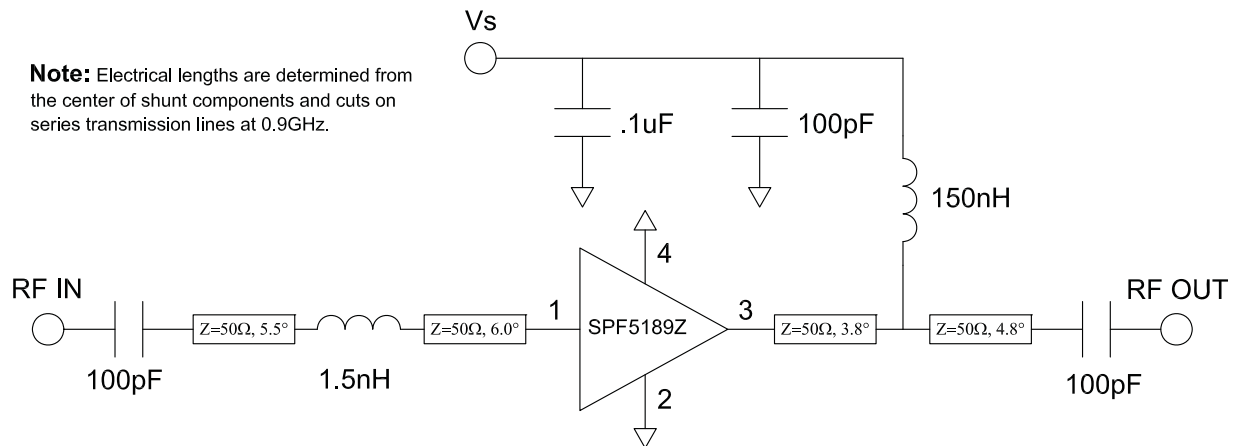 Vs
Note: Electrical lengths are determined from
the center of shunt components and cuts on
series transmission lines at 0.9GHz.
.1uF
100pF
150nH
4
RF IN
1
3
RF OUT
Z=50Ω, 5.5°
Z=50Ω, 6.0°
SPF5189Z
Z=50Ω, 3.8°
Z=50Ω, 4.8°
100pF
1.5nH
2
100pF